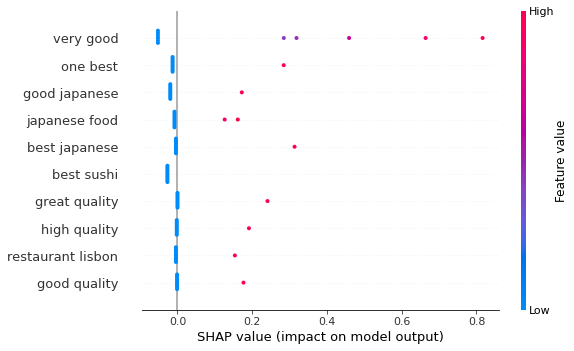 High
very good
one best
good japanese
japanese food
best japanese
best sushi
great quality
high quality
restaurant lisbon
good quality
Feature value
Low
0.0 0.2 0.4 0.6 0.8
SHAP value (impact on model output)